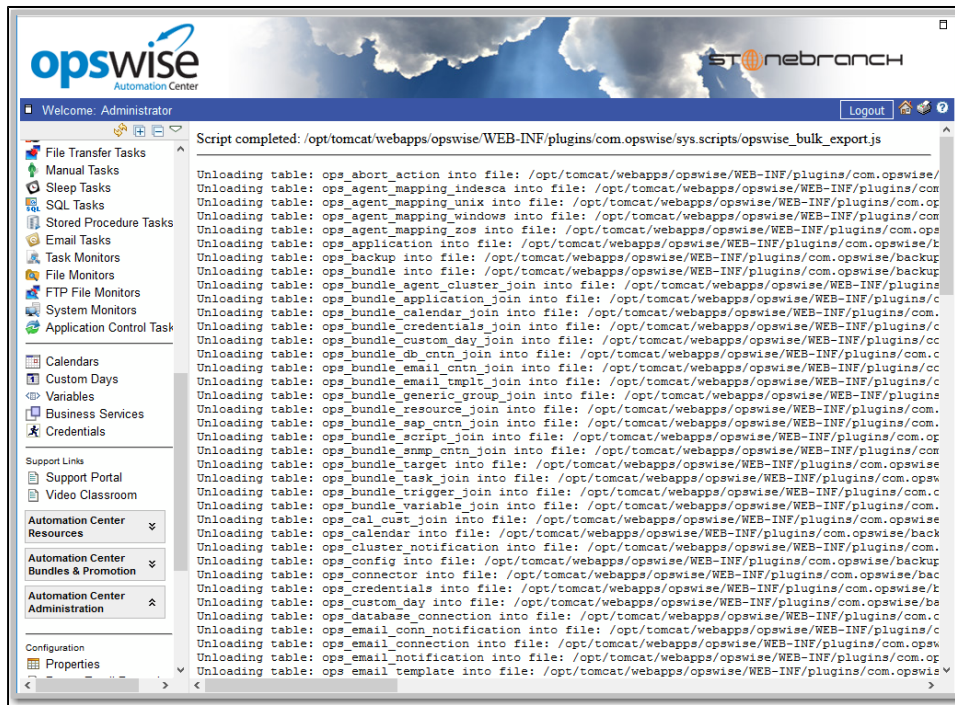 opswise
Automation Center
STONEBRANCH
Welcome: Administrator
Logout
File Transfer Tasks
Manual Tasks
Sleep Tasks
SQL Tasks
Stored Procedure Tasks
Email Tasks
Task Monitors
File Monitors
FTP File Monitors
System Monitors
Application Control Task
Calendars
Custom Days
Variables
Business Services
Credentials
Support Links
Support Portal
Video Classroom
Automation Center
Resources
Automation Center
Bundles & Promotion
Automation Center
Administration
Configuration
Properties
Script completed: /opt/tomcat/webapps/opswise/WEB-INF/plugins/com.opswise/sys.scripts/opswise_bulk_export.js
Unloading table: ops_abort_action into file: /opt/tomcat/webapps/opswise/WEB-INF/plugins/com.opswise/
Unloading table: ops_agent_mapping_indesca into file: /opt/tomcat/webapps/opswise/WEB-INF/plugins/com
Unloading table: ops_agent_mapping_unix into file: /opt/tomcat/webapps/opswise/WEB-INF/plugins/com.op
Unloading table: ops_agent_mapping_windows into file: /opt/tomcat/webapps/opswise/WEB-INF/plugins/com
Unloading table: ops_agent_mapping_zos into file: /opt/tomcat/webapps/opswise/WEB-INF/plugins/com.ops
Unloading table: ops_application into file: /opt/tomcat/webapps/opswise/WEB-INF/plugins/com.opswise/b
Unloading table: ops_backup into file: /opt/tomcat/webapps/opswise/WEB-INF/plugins/com.opswise/backup
Unloading table: ops_bundle into file: /opt/tomcat/webapps/opswise/WEB-INF/plugins/com.opswise/backup
Unloading table: ops_bundle_agent_cluster_join into file: /opt/tomcat/webapps/opswise/WEB-INF/plugins
Unloading table: ops_bundle_application_join into file: /opt/tomcat/webapps/opswise/WEB-INF/plugins/c
Unloading table: ops_bundle_calendar_join into file: /opt/tomcat/webapps/opswise/WEB-INF/plugins/com.
Unloading table: ops_bundle_credentials_join into file: /opt/tomcat/webapps/opswise/WEB-INF/plugins/c
Unloading table: ops_bundle_custom_day_join into file: /opt/tomcat/webapps/opswise/WEB-INF/plugins/co
Unloading table: ops_bundle_db_cntn_join into file: /opt/tomcat/webapps/opswise/WEB-INF/plugins/com.c
Unloading table: ops_bundle_email_cntn_join into file: /opt/tomcat/webapps/opswise/WEB-INF/plugins/co
Unloading table: ops_bundle_email_tmplt_join into file: /opt/tomcat/webapps/opswise/WEB-INF/plugins/c
Unloading table: ops_bundle_generic_group_join into file: /opt/tomcat/webapps/opswise/WEB-INF/plugins
Unloading table: ops_bundle_resource_join into file: /opt/tomcat/webapps/opswise/WEB-INF/plugins/com.
Unloading table: ops_bundle_sap_cntn_join into file: /opt/tomcat/webapps/opswise/WEB-INF/plugins/com.
Unloading table: ops_bundle_script_join into file: /opt/tomcat/webapps/opswise/WEB-INF/plugins/com.op
Unloading table: ops_bundle_snmp_cntn_join into file: /opt/tomcat/webapps/opswise/WEB-INF/plugins/com
Unloading table: ops_bundle_target into file: /opt/tomcat/webapps/opswise/WEB-INF/plugins/com.opswise
Unloading table: ops_bundle_task_join into file: /opt/tomcat/webapps/opswise/WEB-INF/plugins/com.opsw
Unloading table: ops_bundle_trigger_join into file: /opt/tomcat/webapps/opswise/WEB-INF/plugins/com.c
Unloading table: ops_bundle_variable_join into file: /opt/tomcat/webapps/opswise/WEB-INF/plugins/com.
Unloading table: ops_cal_cust_join into file: /opt/tomcat/webapps/opswise/WEB-INF/plugins/com.opswise
Unloading table: ops_calendar into file: /opt/tomcat/webapps/opswise/WEB-INF/plugins/com.opswise/back
Unloading table: ops_cluster_notification into file: /opt/tomcat/webapps/opswise/WEB-INF/plugins/com.
Unloading table: ops_config into file: /opt/tomcat/webapps/opswise/WEB-INF/plugins/com.opswise/backup
Unloading table: ops_connector into file: /opt/tomcat/webapps/opswise/WEB-INF/plugins/com.opswise/bac
Unloading table: ops_credentials into file: /opt/tomcat/webapps/opswise/WEB-INF/plugins/com.opswise/b
Unloading table: ops_custom_day into file: /opt/tomcat/webapps/opswise/WEB-INF/plugins/com.opswise/ba
Unloading table: ops_database_connection into file: /opt/tomcat/webapps/opswise/WEB-INF/plugins/com.o
Unloading table: ops_email_conn_notification into file: /opt/tomcat/webapps/opswise/WEB-INF/plugins/c
Unloading table: ops_email_connection into file: /opt/tomcat/webapps/opswise/WEB-INF/plugins/com.opsw
Unloading table: ops_email_notification into file: /opt/tomcat/webapps/opswise/WEB-INF/plugins/com.op
Unloading table: ops_email_template into file: /opt/tomcat/webapps/opswise/WEB-INF/plugins/com.opswis